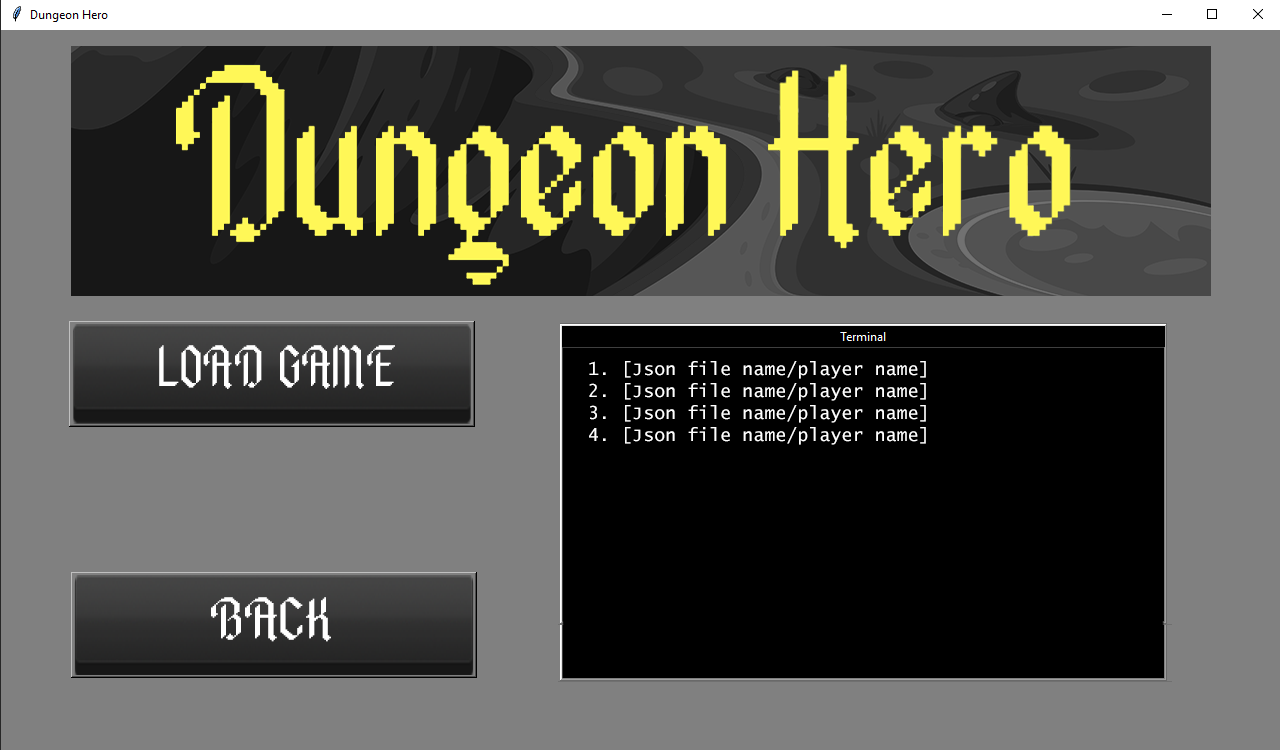 Dungeon Hero
Dungeon Hero
LOAD GAME
Terminal
1. [Json file name/player name]
2. [Json file name/player name]
3. [Json file name/player name]
4. [Json file name/player name]
BACK